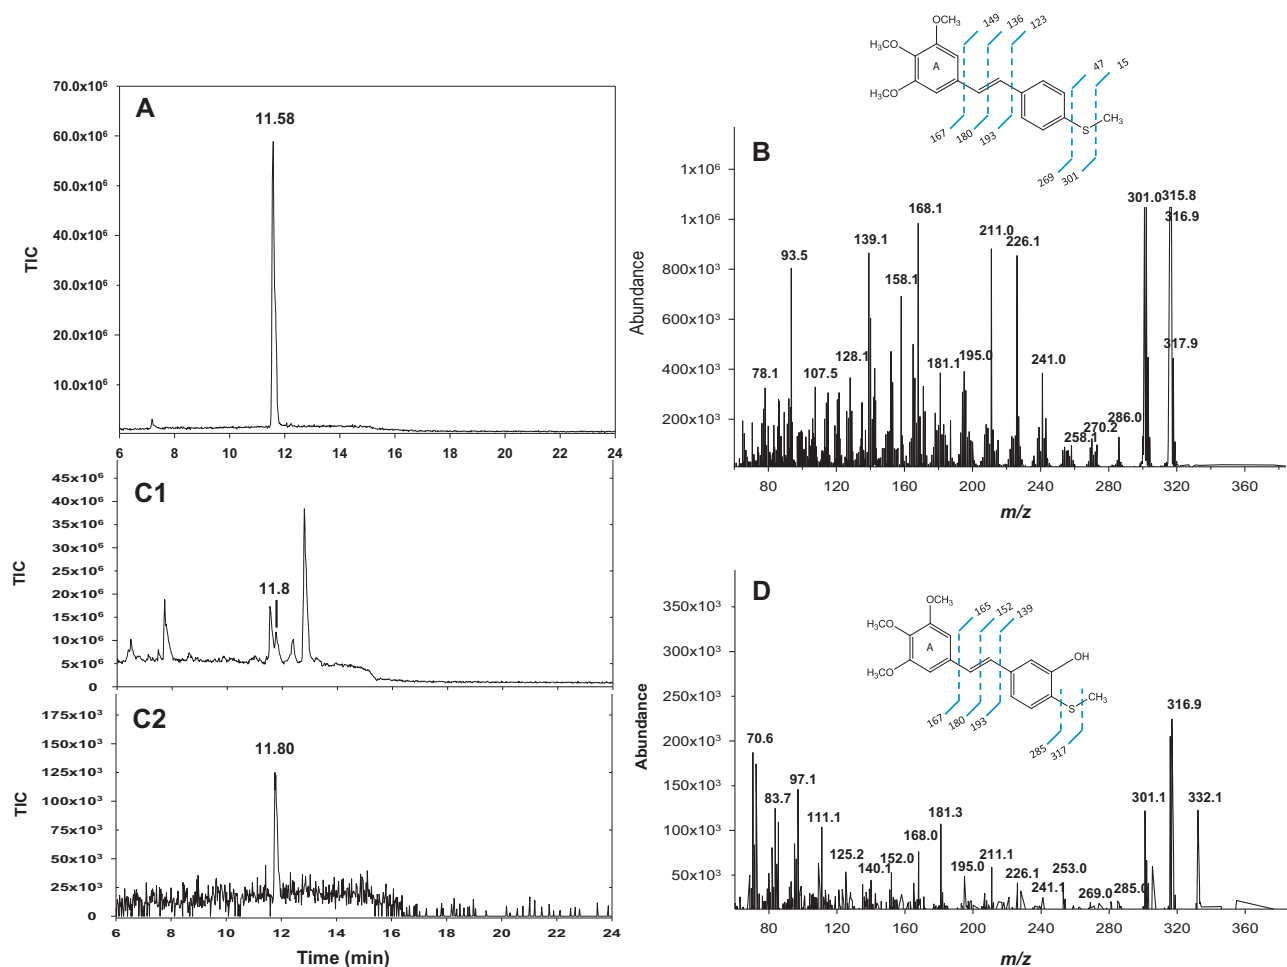 A
11.58
TIC
70.0x10⁶
60.0x10⁶
50.0x10⁶
40.0x10⁶
30.0x10⁶
20.0x10⁶
10.0x10⁶
6 8 10 12 14 16 18 20 22 24
C1
11.8
TIC
45x10⁶
40x10⁶
35x10⁶
30x10⁶
25x10⁶
20x10⁶
15x10⁶
10x10⁶
5x10⁶
0
6 8 10 12 14 16 18 20 22 24
C2
11.80
TIC
175x10³
150x10³
125x10³
100x10³
75x10³
50x10³
25x10³
0
6 8 10 12 14 16 18 20 22 24
Time (min)
B
OCH₃
H₃CO
H₃CO
A
S
CH₃
149 136 123
47 15
167 180 193
269 301
Abundance
1x10⁶
1x10⁶
800x10³
600x10³
400x10³
200x10³
78.1
93.5
107.5
128.1
139.1
158.1
168.1
181.1
195.0
211.0
226.1
241.0
258.1
270.2
286.0
301.0
315.8
316.9
317.9
80 120 160 200 240 280 320 360
m/z
D
OCH₃
H₃CO
H₃CO
A
OH
S
CH₃
165 152 139
167 180 193
285 317
Abundance
350x10³
300x10³
250x10³
200x10³
150x10³
100x10³
50x10³
70.6
83.7
97.1
111.1
125.2
140.1
152.0
168.0
181.3
195.0
211.1
226.1
241.1
253.0
269.0
285.0
301.1
316.9
332.1
80 120 160 200 240 280 320 360
m/z